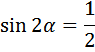 sin 2α = 1/2